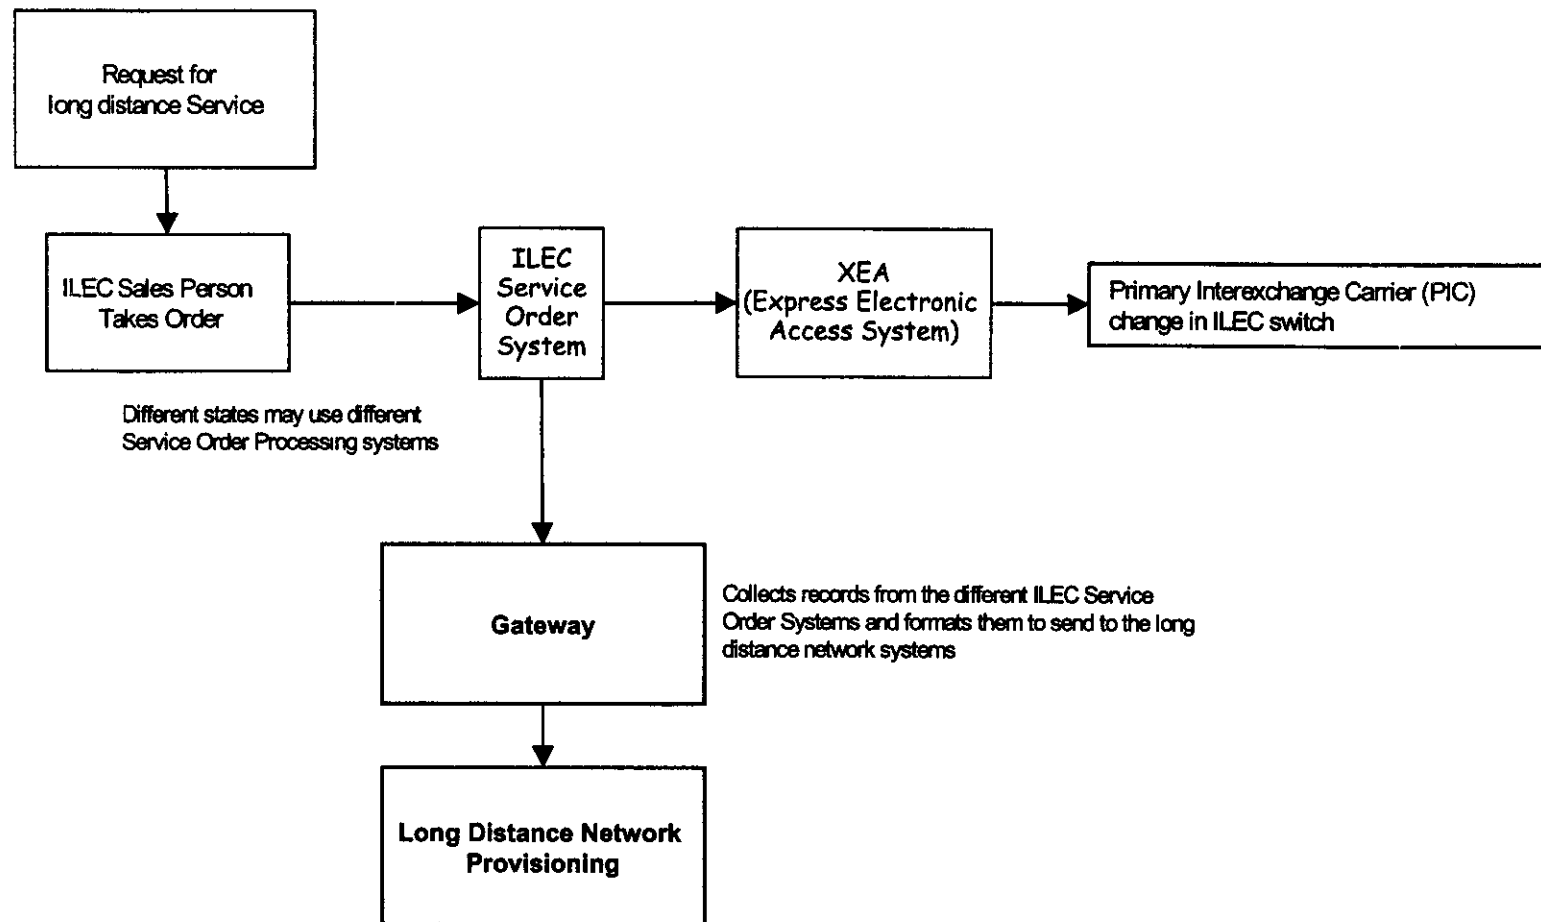 Request for
long distance Service
ILEC Sales Person
Takes Order
ILEC
Service
Order
System
XEA
(Express Electronic
Access System)
Primary Interexchange Carrier (PIC)
change in ILEC switch
Different states may use different
Service Order Processing systems
Gateway
Collects records from the different ILEC Service
Order Systems and formats them to send to the long
distance network systems
Long Distance Network
Provisioning